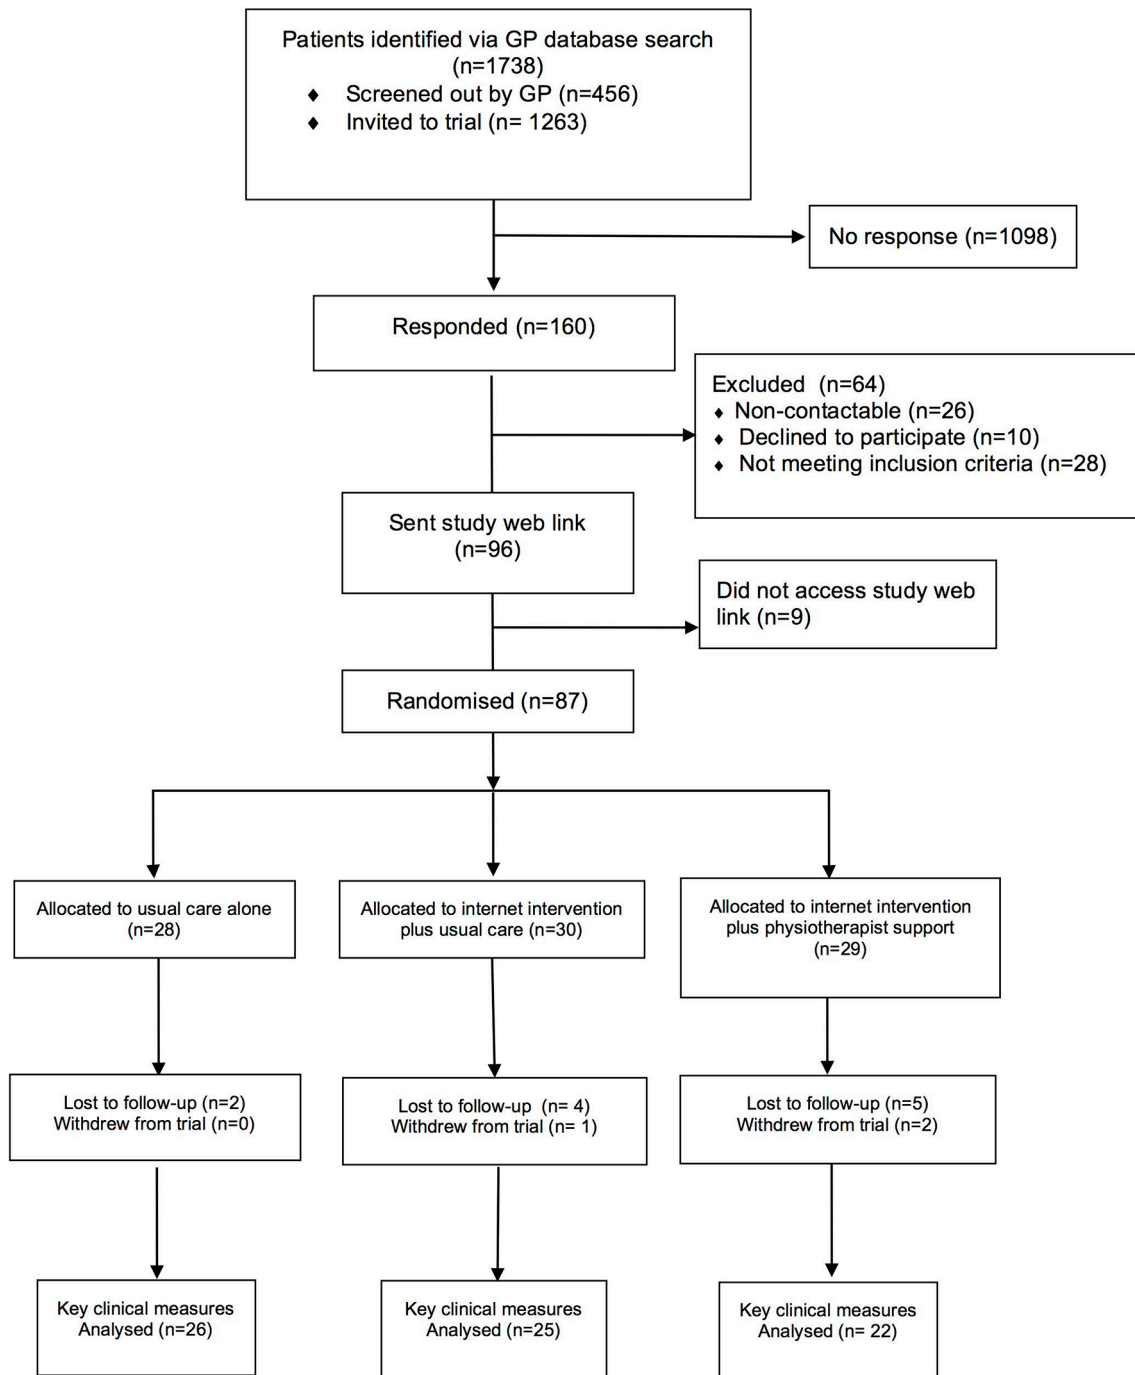 Patients identified via GP database search
(n=1738)
♦ Screened out by GP (n=456)
♦ Invited to trial (n= 1263)
No response (n=1098)
Responded (n=160)
Excluded (n=64)
♦ Non-contactable (n=26)
♦ Declined to participate (n=10)
♦ Not meeting inclusion criteria (n=28)
Sent study web link
(n=96)
Did not access study web
link (n=9)
Randomised (n=87)
Allocated to usual care alone
(n=28)
Allocated to internet intervention
plus usual care (n=30)
Allocated to internet intervention
plus physiotherapist support
(n=29)
Lost to follow-up (n=2)
Withdrew from trial (n=0)
Lost to follow-up (n= 4)
Withdrew from trial (n= 1)
Lost to follow-up (n=5)
Withdrew from trial (n=2)
Key clinical measures
Analysed (n=26)
Key clinical measures
Analysed (n=25)
Key clinical measures
Analysed (n= 22)